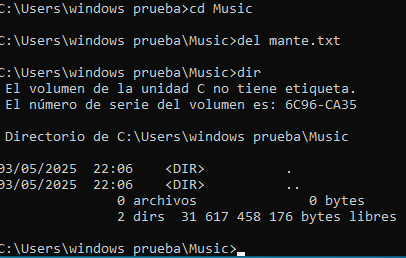 C:\Users\windows prueba>cd Music
C:\Users\windows prueba\Music>del mante.txt
C:\Users\windows prueba\Music>dir
El volumen de la unidad C no tiene etiqueta.
El número de serie del volumen es: 6C96-CA35
Directorio de C:\Users\windows prueba\Music
03/05/2025  22:06    <DIR>          .
03/05/2025  22:06    <DIR>          ..
0 archivos              0 bytes
2 dirs  31 617 458 176 bytes libres
C:\Users\windows prueba\Music>